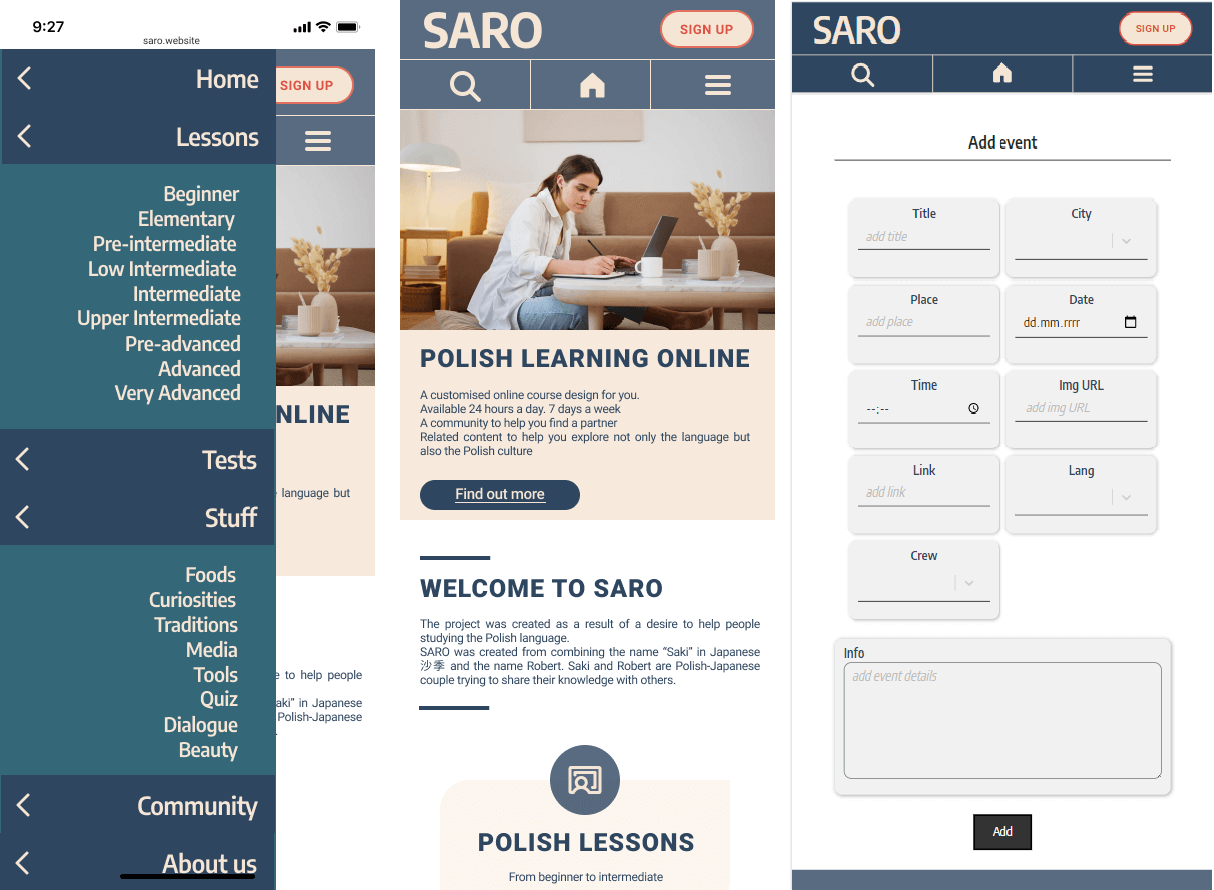 9:27
saro.website
SIGN UP
Home
Lessons
Beginner
Elementary
Pre-intermediate
Low Intermediate
Intermediate
Upper Intermediate
Pre-advanced
Advanced
Very Advanced
NLINE
Tests
language but
Stuff
Foods
Curiosities
Traditions
Media
Tools
Quiz
Dialogue
Beauty
to help people
aki" in Japanese
Polish-Japanese
Community
About us
SARO
SIGN UP
POLISH LEARNING ONLINE
A customised online course design for you.
Available 24 hours a day. 7 days a week
A community to help you find a partner
Related content to help you explore not only the language but
also the Polish culture
Find out more
WELCOME TO SARO
The project was created as a result of a desire to help people
studying the Polish language.
SARO was created from combining the name “Saki” in Japanese
沙季 and the name Robert. Saki and Robert are Polish-Japanese
couple trying to share their knowledge with others.
POLISH LESSONS
From beginner to intermediate
SARO
SIGN UP
Add event
Title
add title
City
Place
add place
Date
dd.mm.rrrr
Time
--:--
Img URL
add img URL
Link
add link
Lang
Crew
Info
add event details
Add